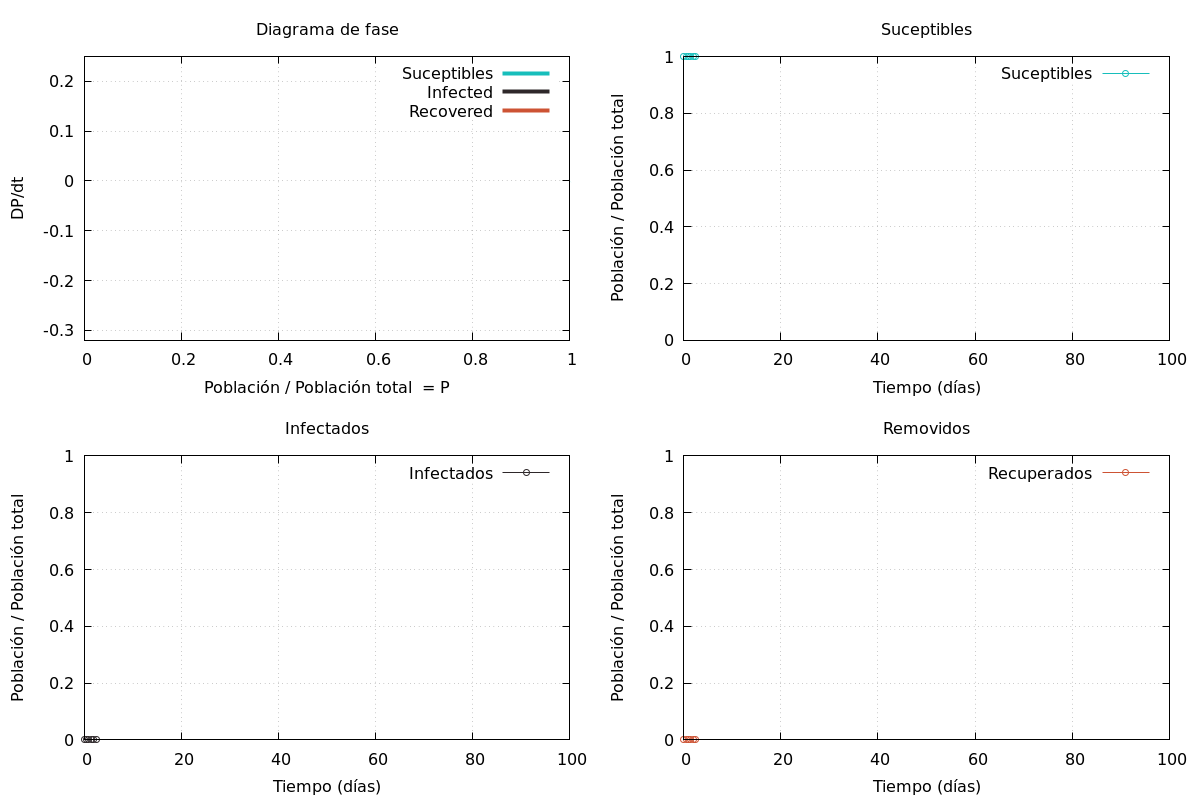 Diagrama de fase
Suceptibles
Infected
Recovered
0.2
0.1
0
-0.1
-0.2
-0.3
DP/dt
0 0.2 0.4 0.6 0.8 1
Población / Población total = P
Suceptibles
Suceptibles
1
0.8
0.6
0.4
0.2
0
Población / Población total
0 20 40 60 80 100
Tiempo (días)
Infectados
Infectados
1
0.8
0.6
0.4
0.2
0
Población / Población total
0 20 40 60 80 100
Tiempo (días)
Removidos
Recuperados
1
0.8
0.6
0.4
0.2
0
Población / Población total
0 20 40 60 80 100
Tiempo (días)